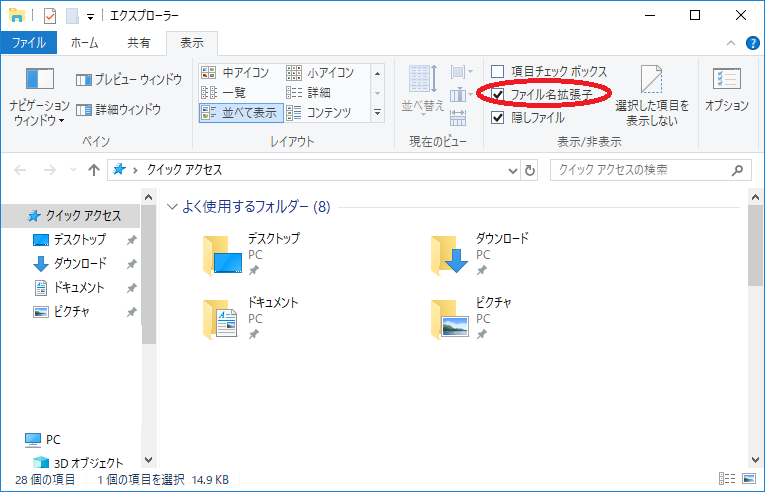 エクスプローラー
ファイル ホーム 共有 表示
ナビゲーション
ウィンドウ
プレビュー ウィンドウ
詳細ウィンドウ
ペイン
中アイコン 小アイコン
一覧 詳細
並べて表示 コンテンツ
レイアウト
並べ替え
現在のビュー
項目チェック ボックス
ファイル名拡張子
隠しファイル
選択した項目を
表示しない
表示/非表示
オプション
クイック アクセス
クイック アクセスの検索
クイック アクセス
デスクトップ
ダウンロード
ドキュメント
ピクチャ
PC
3D オブジェクト
よく使用するフォルダー (8)
デスクトップ
PC
ダウンロード
PC
ドキュメント
PC
ピクチャ
PC
28 個の項目 1 個の項目を選択 14.9 KB